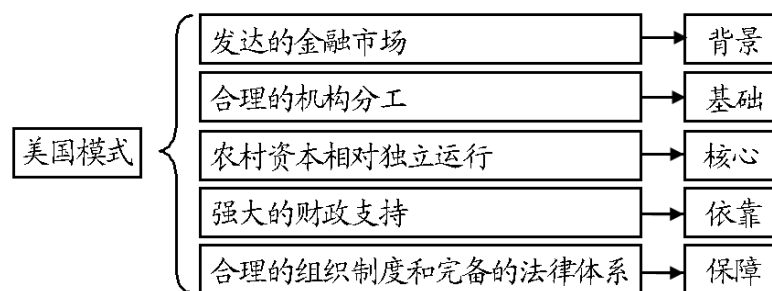 发达的金融市场 背景
合理的机构分工 基础
美国模式 农村资本相对独立运行 核心
强大的财政支持 依靠
合理的组织制度和完备的法律体系 保障